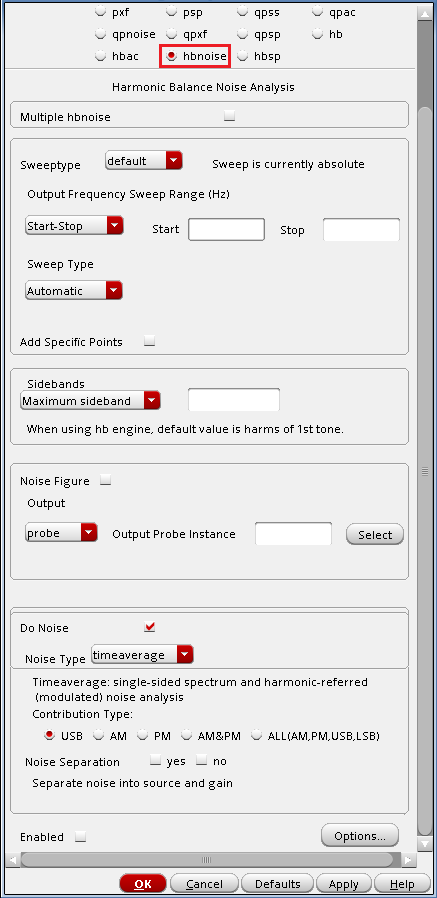 pxf psp qpss qpac
qpnoise qpxf qpsp hb
hbac hbnoise hbsp
Harmonic Balance Noise Analysis
Multiple hbnoise
Sweeptype default Sweep is currently absolute
Output Frequency Sweep Range (Hz)
Start-Stop Start Stop
Sweep Type
Automatic
Add Specific Points
Sidebands
Maximum sideband
When using hb engine, default value is harms of 1st tone.
Noise Figure
Output
probe Output Probe Instance Select
Do Noise
Noise Type timeaverage
Timeaverage: single-sided spectrum and harmonic-referred
(modulated) noise analysis
Contribution Type:
USB AM PM AM&PM ALL(AM,PM,USB,LSB)
Noise Separation yes no
Separate noise into source and gain
Enabled Options...
OK Cancel Defaults Apply Help